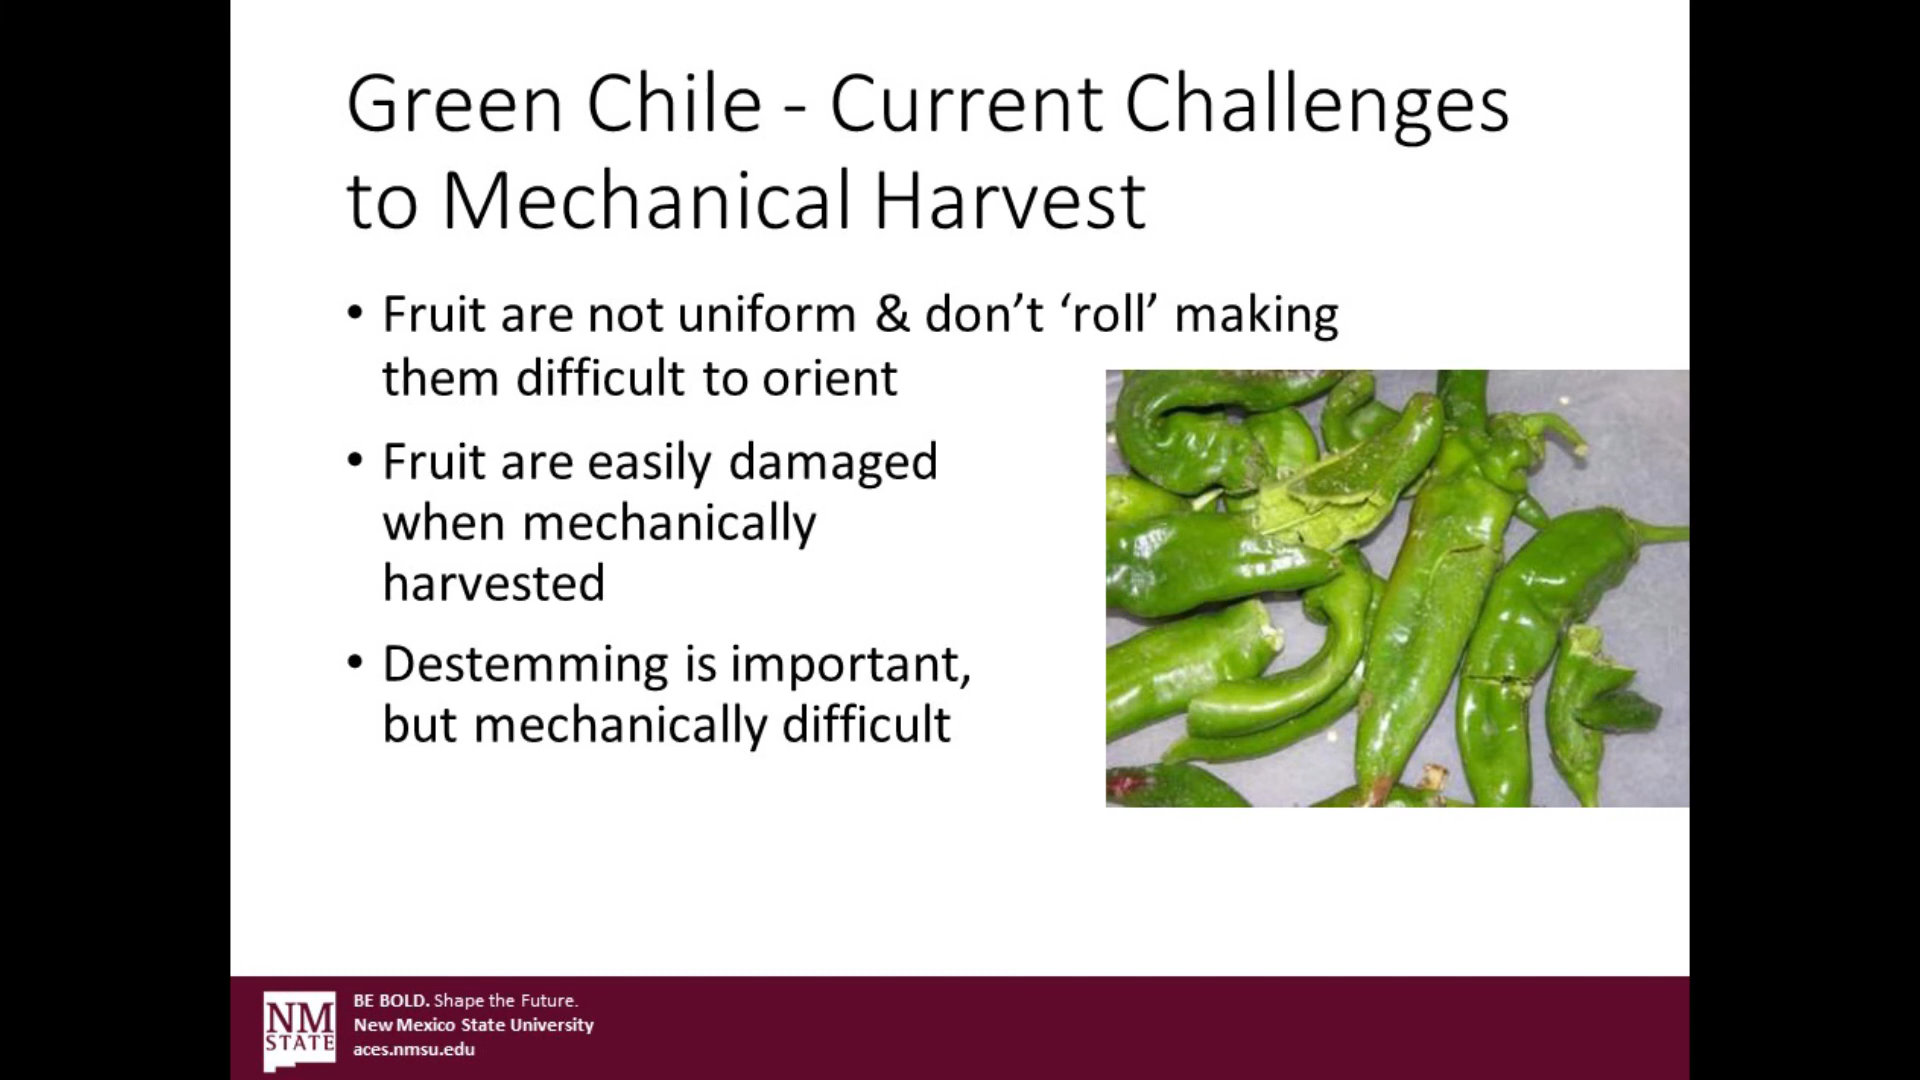 Green Chile - Current Challenges
to Mechanical Harvest
• Fruit are not uniform & don’t ‘roll’ making
them difficult to orient
• Fruit are easily damaged
when mechanically
harvested
• Destemming is important,
but mechanically difficult
NM
STATE
BE BOLD. Shape the Future.
New Mexico State University
aces.nmsu.edu